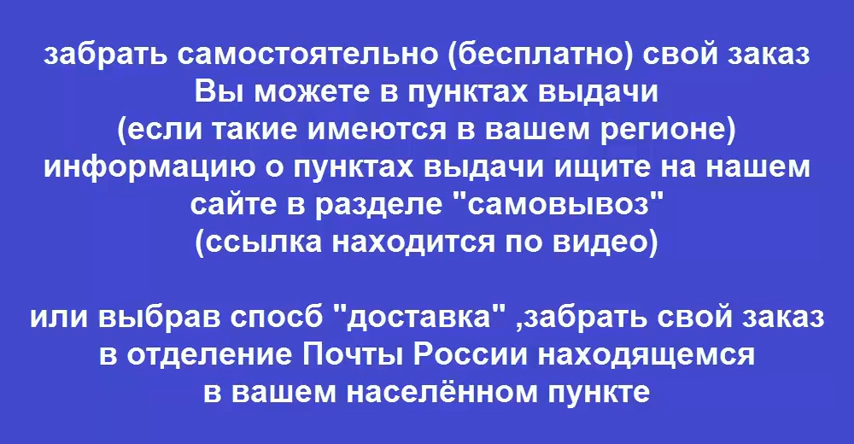 забрать самостоятельно (бесплатно) свой заказ
Вы можете в пунктах выдачи
(если такие имеются в вашем регионе)
информацию о пунктах выдачи ищите на нашем
сайте в разделе "самовывоз"
(ссылка находится по видео)
или выбрав спосб "доставка" ,забрать свой заказ
в отделение Почты России находящемся
в вашем населённом пункте